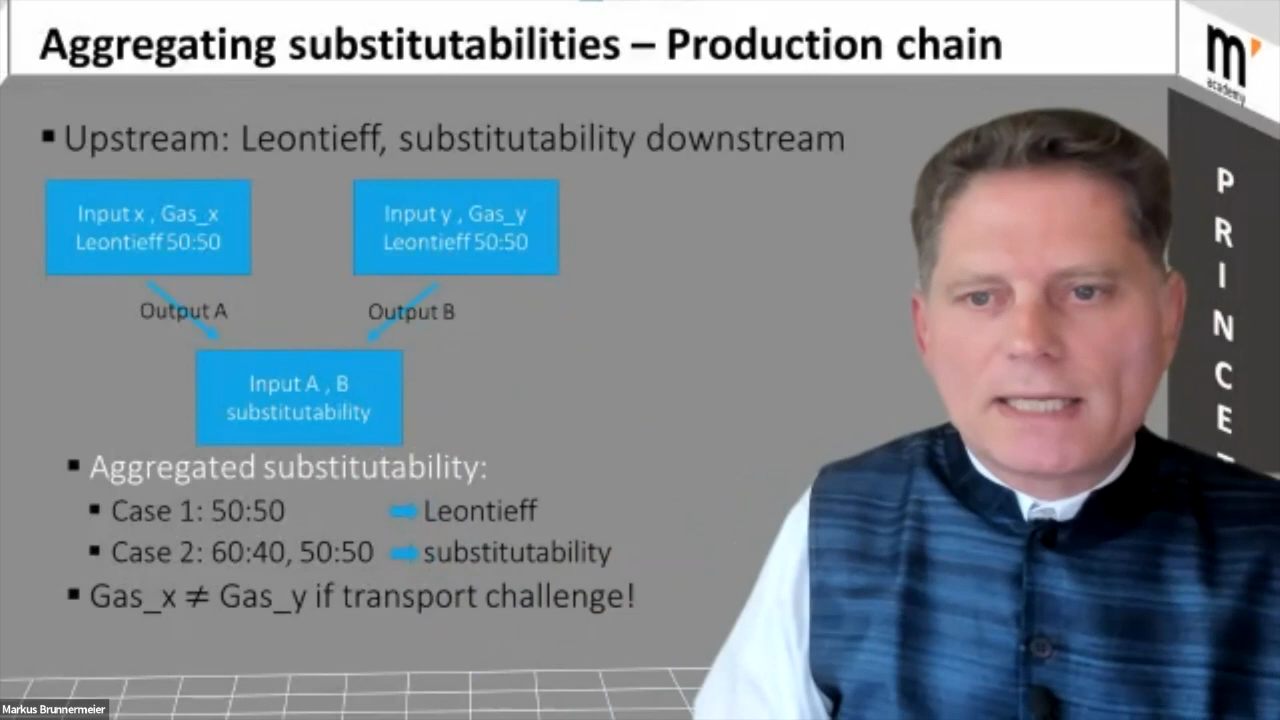 Aggregating substitutabilities – Production chain
m'
academy
▪ Upstream: Leontieff, substitutability downstream
Input x , Gas_x
Leontieff 50:50
Input y , Gas_y
Leontieff 50:50
Output A
Output B
Input A , B
substitutability
▪ Aggregated substitutability:
▪ Case 1: 50:50 Leontieff
▪ Case 2: 60:40, 50:50 substitutability
▪ Gas_x ≠ Gas_y if transport challenge!
P
R
I
N
C
E
Markus Brunnermeier